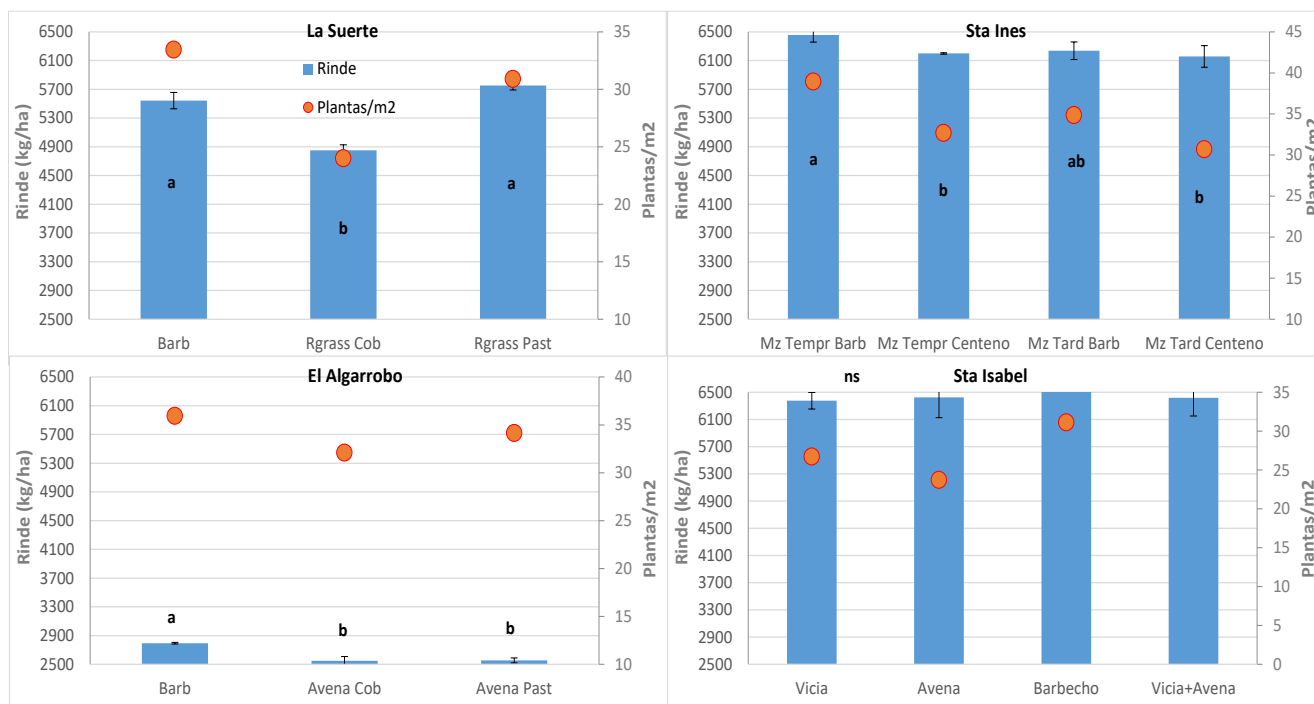 La Suerte
Rinde (kg/ha)
6500
6100
5700
5300
4900
4500
4100
3700
3300
2900
2500
Rinde
Plantas/m2
a
b
a
35
30
25
20
15
10
Plantas/m2
Barb Rgrass Cob Rgrass Past
Sta Ines
Rinde (kg/ha)
6500
6100
5700
5300
4900
4500
4100
3700
3300
2900
2500
a
b
ab
b
45
40
35
30
25
20
15
10
Plantas/m2
Mz Tempr Barb Mz Tempr Centeno Mz Tard Barb Mz Tard Centeno
El Algarrobo
Rinde (kg/ha)
6500
6100
5700
5300
4900
4500
4100
3700
3300
2900
2500
a
b
b
40
35
30
25
20
15
10
Plantas/m2
Barb Avena Cob Avena Past
ns Sta Isabel
Rinde (kg/ha)
6500
6100
5700
5300
4900
4500
4100
3700
3300
2900
2500
35
30
25
20
15
10
5
0
Plantas/m2
Vicia Avena Barbecho Vicia+Avena